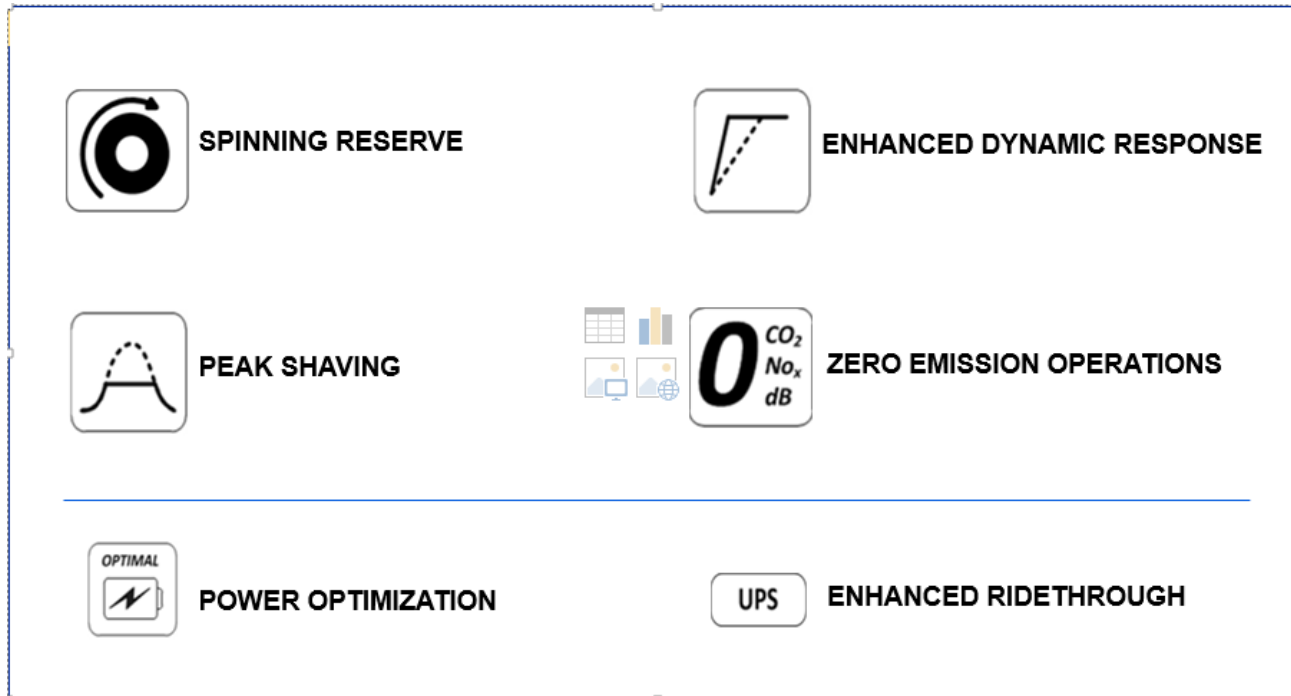 SPINNING RESERVE
ENHANCED DYNAMIC RESPONSE
PEAK SHAVING
0 CO₂
Noₓ
dB
ZERO EMISSION OPERATIONS
OPTIMAL
POWER OPTIMIZATION
UPS
ENHANCED RIDETHROUGH